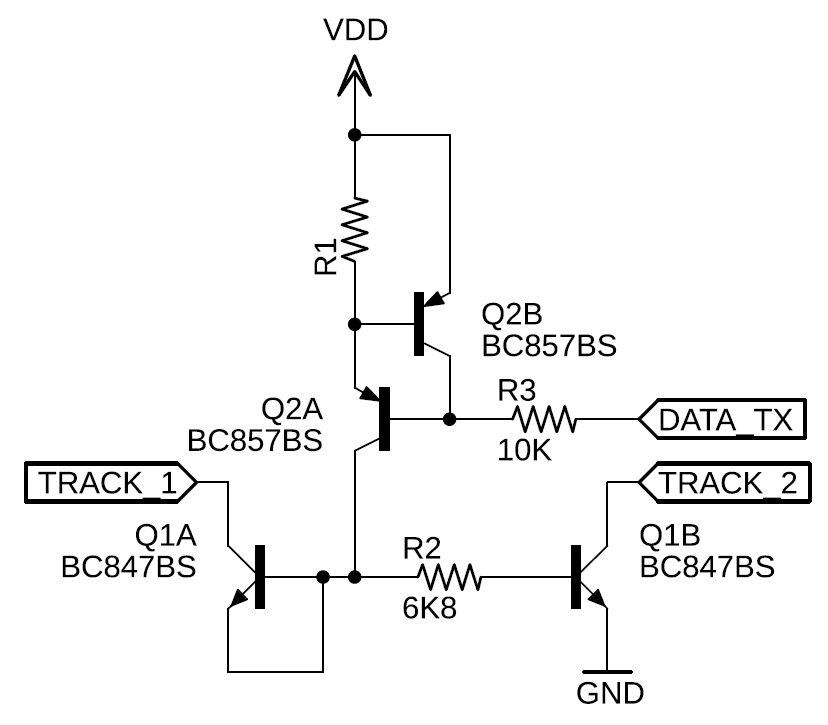 VDD
R1
Q2B
BC857BS
R3
Q2A
BC857BS
DATA_TX
10K
TRACK_1
TRACK_2
Q1A
BC847BS
R2
Q1B
BC847BS
6K8
GND